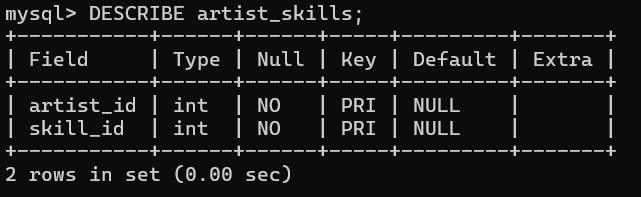 mysql> DESCRIBE artist_skills;
+-----------+------+------+-----+---------+-------+
| Field     | Type | Null | Key | Default | Extra |
+-----------+------+------+-----+---------+-------+
| artist_id | int  | NO   | PRI | NULL    |       |
| skill_id  | int  | NO   | PRI | NULL    |       |
+-----------+------+------+-----+---------+-------+
2 rows in set (0.00 sec)